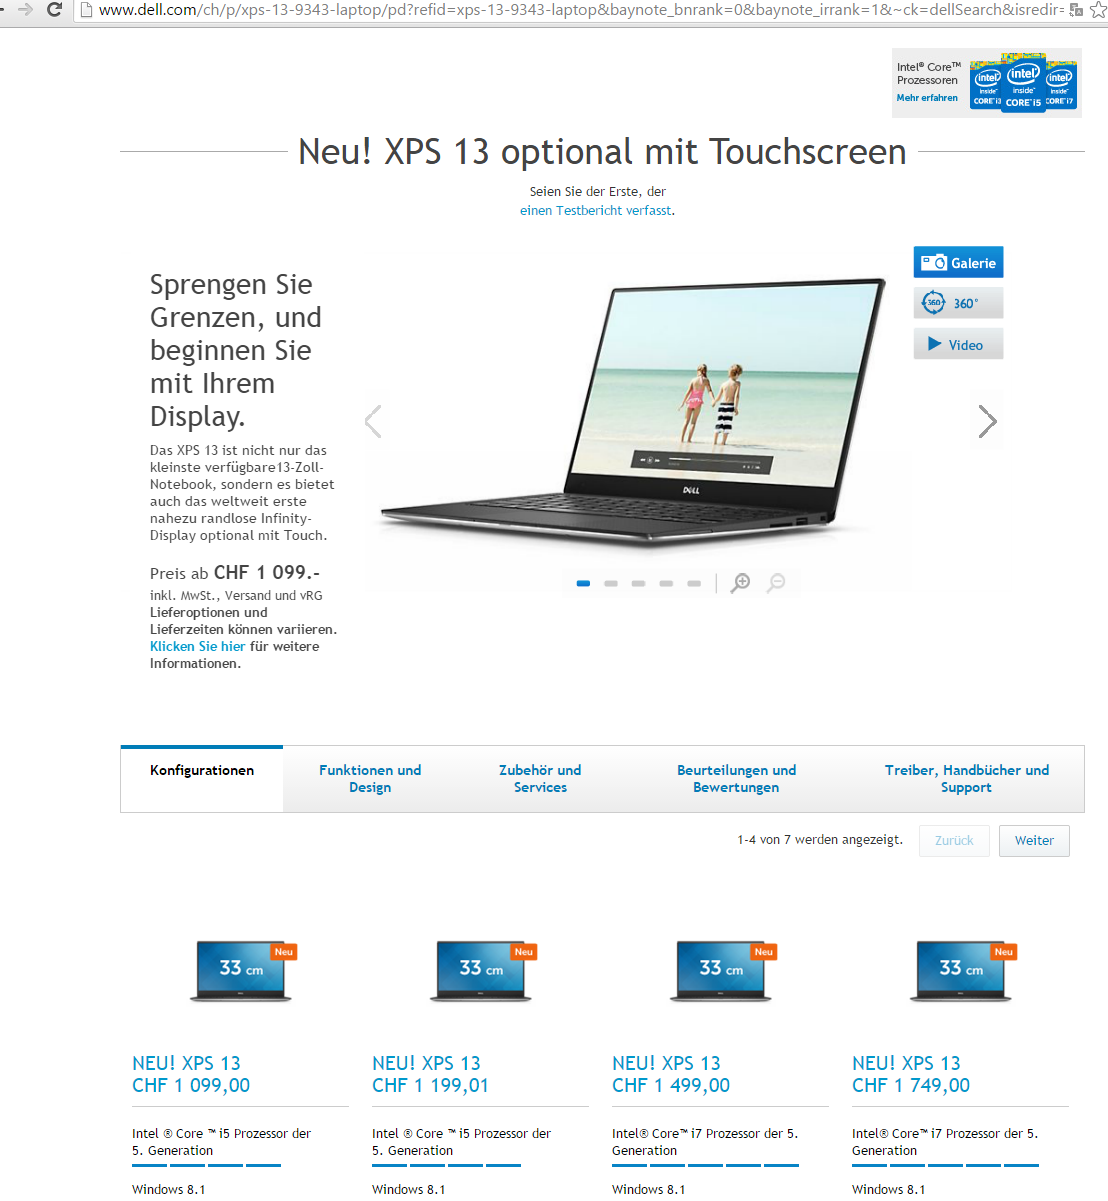 www.dell.com/ch/p/xps-13-9343-laptop/pd?refid=xps-13-9343-laptop&baynote_bnrank=0&baynote_irrank=1&~ck=dellSearch&isredir=
Intel® Core™
Prozessoren
Mehr erfahren
intel inside™ CORE™ i5
intel inside™ CORE i7
Neu! XPS 13 optional mit Touchscreen
Seien Sie der Erste, der
einen Testbericht verfasst.
Galerie
360 360°
Video
Sprengen Sie
Grenzen, und
beginnen Sie
mit Ihrem
Display.
Das XPS 13 ist nicht nur das
kleinste verfügbare13-Zoll-
Notebook, sondern es bietet
auch das weltweit erste
nahezu randlose Infinity-
Display optional mit Touch.
DELL
Preis ab CHF 1 099.-
inkl. MwSt., Versand und vRG
Lieferoptionen und
Lieferzeiten können variieren.
Klicken Sie hier für weitere
Informationen.
Konfigurationen
Funktionen und
Design
Zubehör und
Services
Beurteilungen und
Bewertungen
Treiber, Handbücher und
Support
1-4 von 7 werden angezeigt.
Zurück
Weiter
Neu
33 cm
Neu
33 cm
Neu
33 cm
Neu
33 cm
NEU! XPS 13
CHF 1 099,00
Intel ® Core ™ i5 Prozessor der
5. Generation
Windows 8.1
NEU! XPS 13
CHF 1 199,01
Intel ® Core ™ i5 Prozessor der
5. Generation
Windows 8.1
NEU! XPS 13
CHF 1 499,00
Intel® Core™ i7 Prozessor der 5.
Generation
Windows 8.1
NEU! XPS 13
CHF 1 749,00
Intel® Core™ i7 Prozessor der 5.
Generation
Windows 8.1